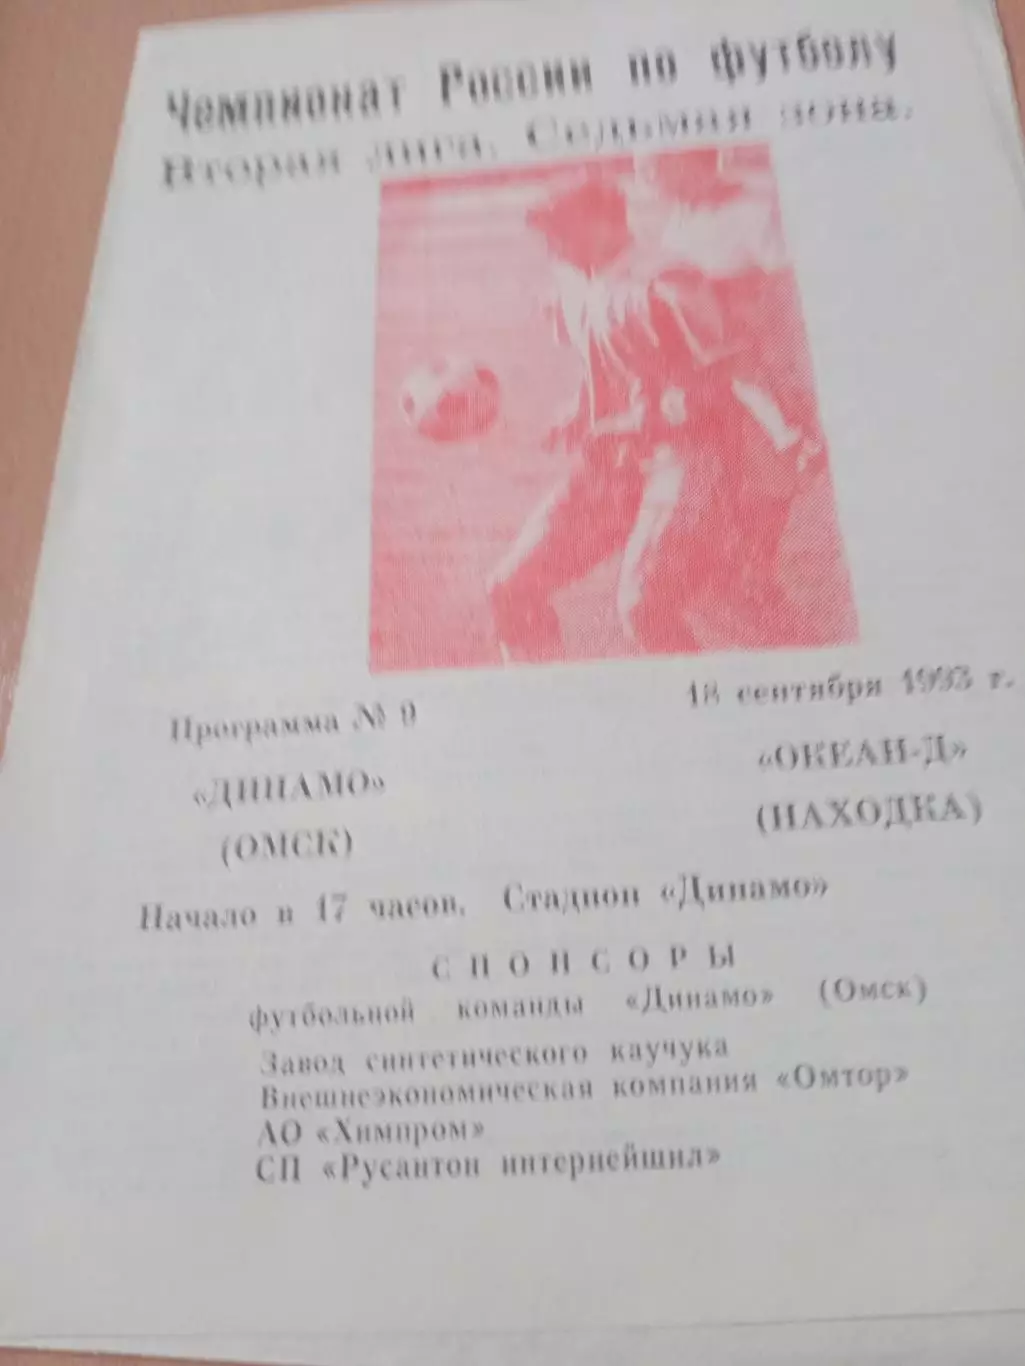 Чемпионат России по футболу
Вторая лига. Седьмая зона.
Программа № 9
18 сентября 1993 г.
«ДИНАМО»
(ОМСК)
«ОКЕАН-Д»
(НАХОДКА)
Начало в 17 часов. Стадион «Динамо»
СПОНСОРЫ
футбольной команды «Динамо» (Омск)
Завод синтетического каучука
Внешнеэкономическая компания «Омтор»
АО «Химпром»
СП «Русантон интернейшил»